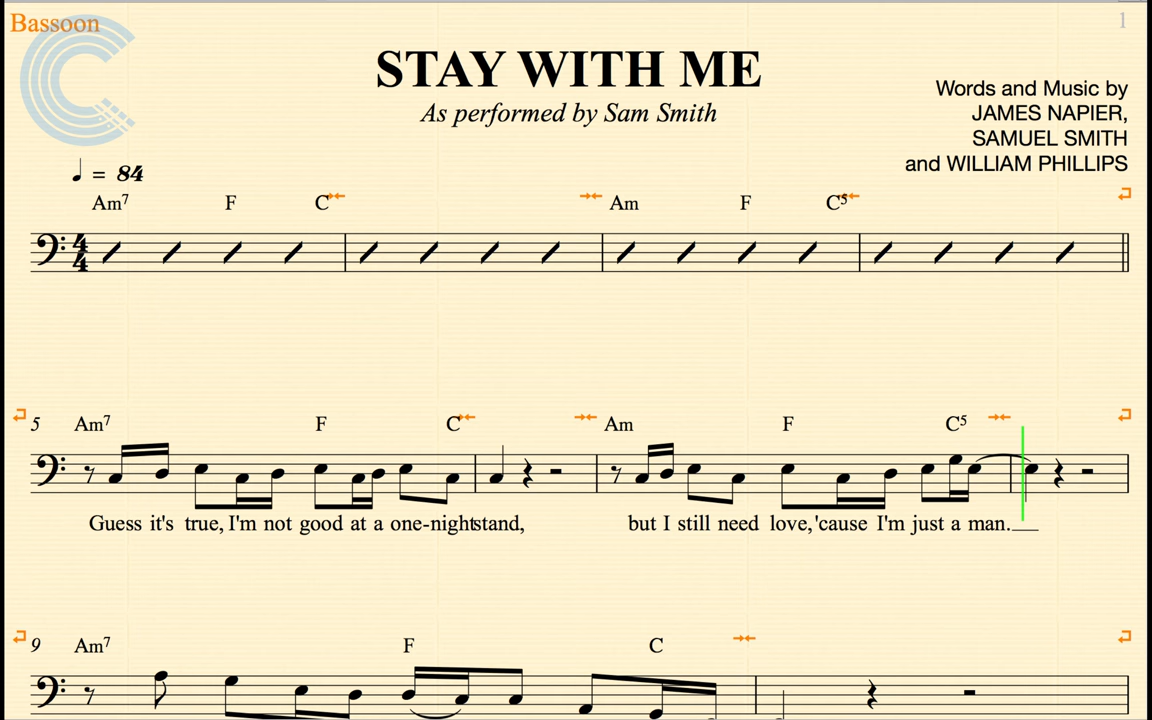 Bassoon
1
STAY WITH ME
As performed by Sam Smith
Words and Music by
JAMES NAPIER,
SAMUEL SMITH
and WILLIAM PHILLIPS
♩ = 84
Am7 F C Am F C5
4
4
5 Am7 F C Am F C5
Guess it's true, I'm not good at a one-night stand, but I still need love, 'cause I'm just a man.
9 Am7 F C